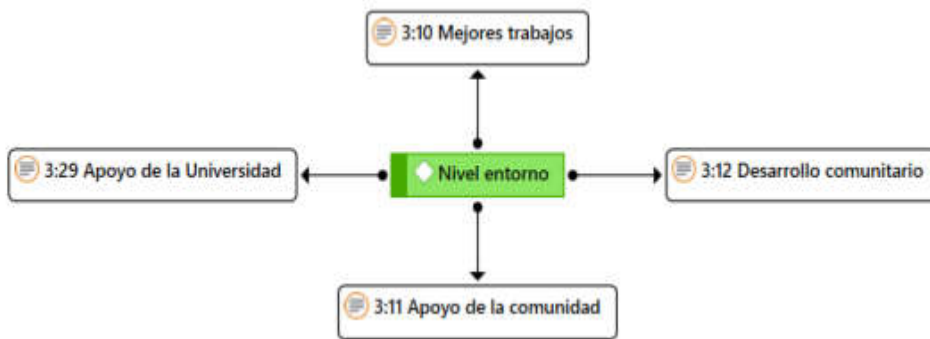 3:10 Mejores trabajos
3:29 Apoyo de la Universidad
Nivel entorno
3:12 Desarrollo comunitario
3:11 Apoyo de la comunidad